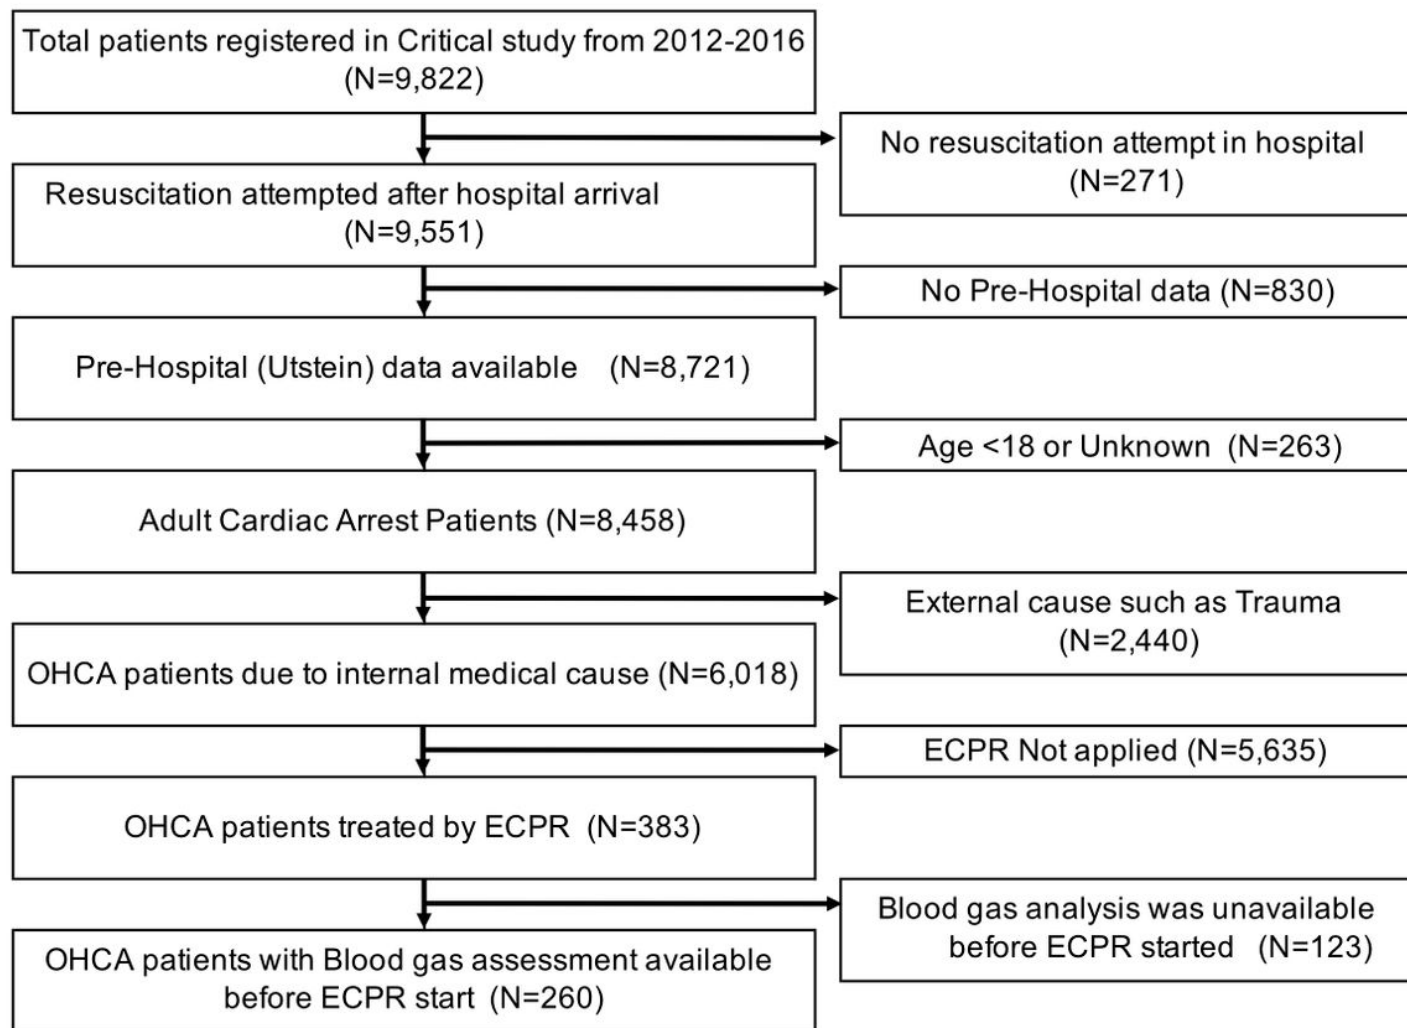 Total patients registered in Critical study from 2012-2016
(N=9,822)
No resuscitation attempt in hospital
(N=271)
Resuscitation attempted after hospital arrival
(N=9,551)
No Pre-Hospital data (N=830)
Pre-Hospital (Utstein) data available (N=8,721)
Age <18 or Unknown (N=263)
Adult Cardiac Arrest Patients (N=8,458)
External cause such as Trauma
(N=2,440)
OHCA patients due to internal medical cause (N=6,018)
ECPR Not applied (N=5,635)
OHCA patients treated by ECPR (N=383)
Blood gas analysis was unavailable
before ECPR started (N=123)
OHCA patients with Blood gas assessment available
before ECPR start (N=260)